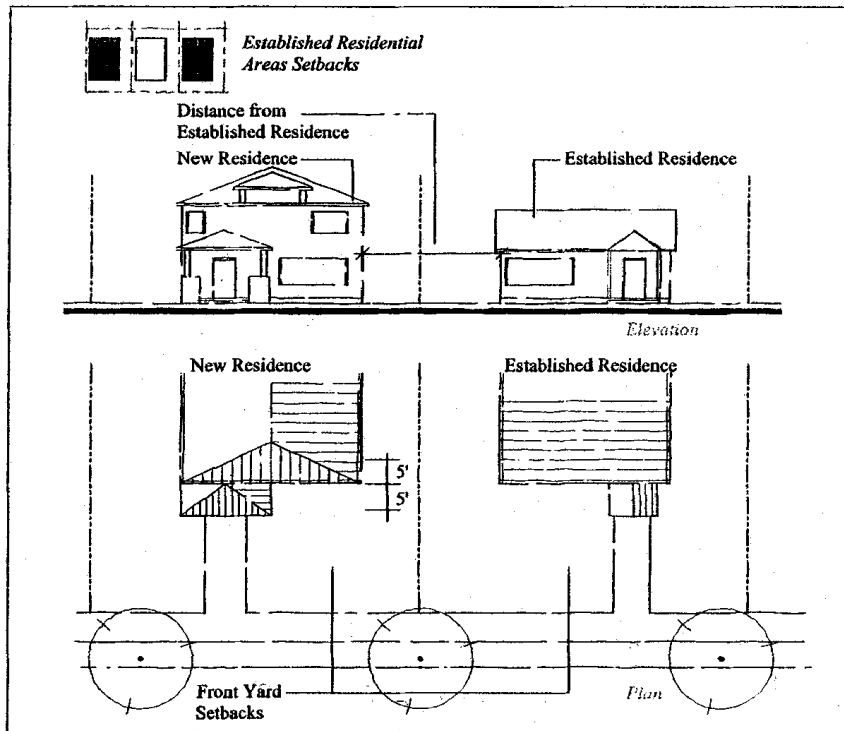 Established Residential
Areas Setbacks
Distance from
Established Residence
New Residence
Established Residence
Elevation
New Residence
Established Residence
5'
5'
Front Yard
Setbacks
Plan